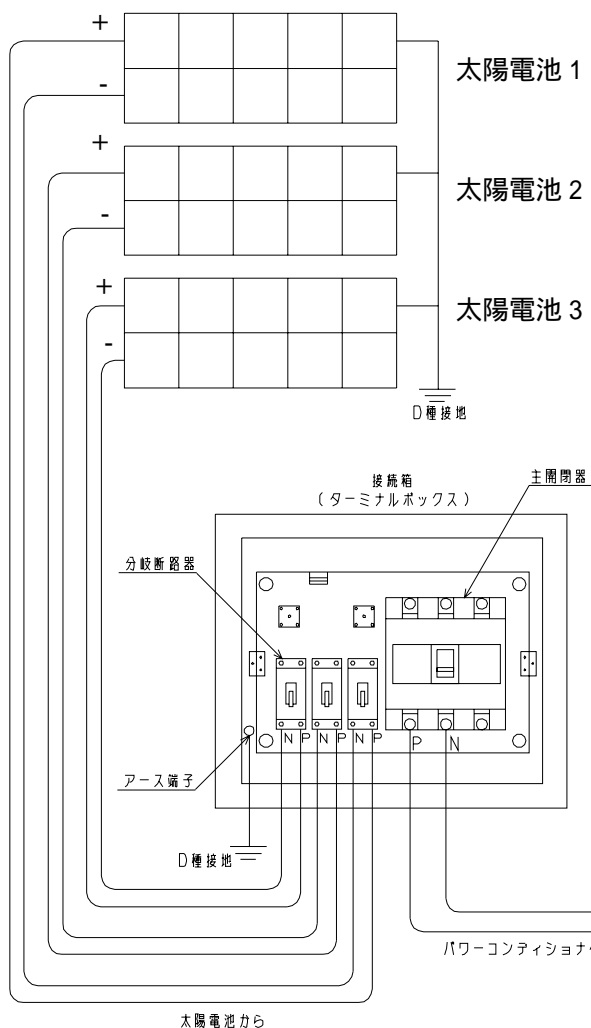 +
太陽電池 1
-
+
太陽電池 2
-
+
太陽電池 3
-
D種接地
接続箱
(ターミナルボックス)
主開閉器
分岐断路器
N P N P N P
P N
アース端子
D種接地
パワーコンディショナ
太陽電池から